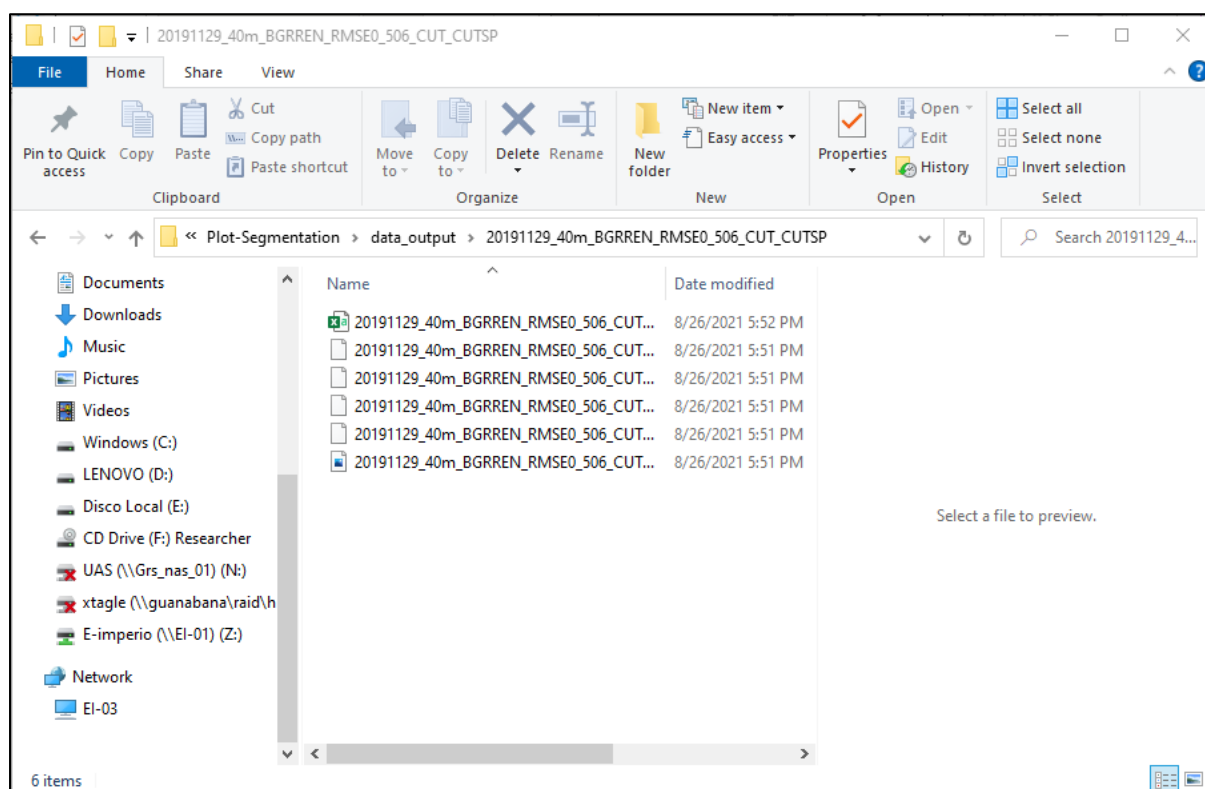 20191129_40m_BGRREN_RMSE0_506_CUT_CUTSP
File Home Share View
Pin to Quick access
Copy
Paste
Cut
Copy path
Paste shortcut
Clipboard
Move to
Copy to
Delete
Rename
Organize
New folder
New item
Easy access
New
Properties
Open
Edit
History
Open
Select all
Select none
Invert selection
Select
« Plot-Segmentation › data_output › 20191129_40m_BGRREN_RMSE0_506_CUT_CUTSP
Search 20191129_4...
Documents
Downloads
Music
Pictures
Videos
Windows (C:)
LENOVO (D:)
Disco Local (E:)
CD Drive (F:) Researcher
UAS (\\Grs_nas_01) (N:)
xtagle (\\guanabana\raid\h
E-imperio (\\EI-01) (Z:)
Network
EI-03
Name Date modified
20191129_40m_BGRREN_RMSE0_506_CUT... 8/26/2021 5:52 PM
20191129_40m_BGRREN_RMSE0_506_CUT... 8/26/2021 5:51 PM
20191129_40m_BGRREN_RMSE0_506_CUT... 8/26/2021 5:51 PM
20191129_40m_BGRREN_RMSE0_506_CUT... 8/26/2021 5:51 PM
20191129_40m_BGRREN_RMSE0_506_CUT... 8/26/2021 5:51 PM
20191129_40m_BGRREN_RMSE0_506_CUT... 8/26/2021 5:51 PM
Select a file to preview.
6 items